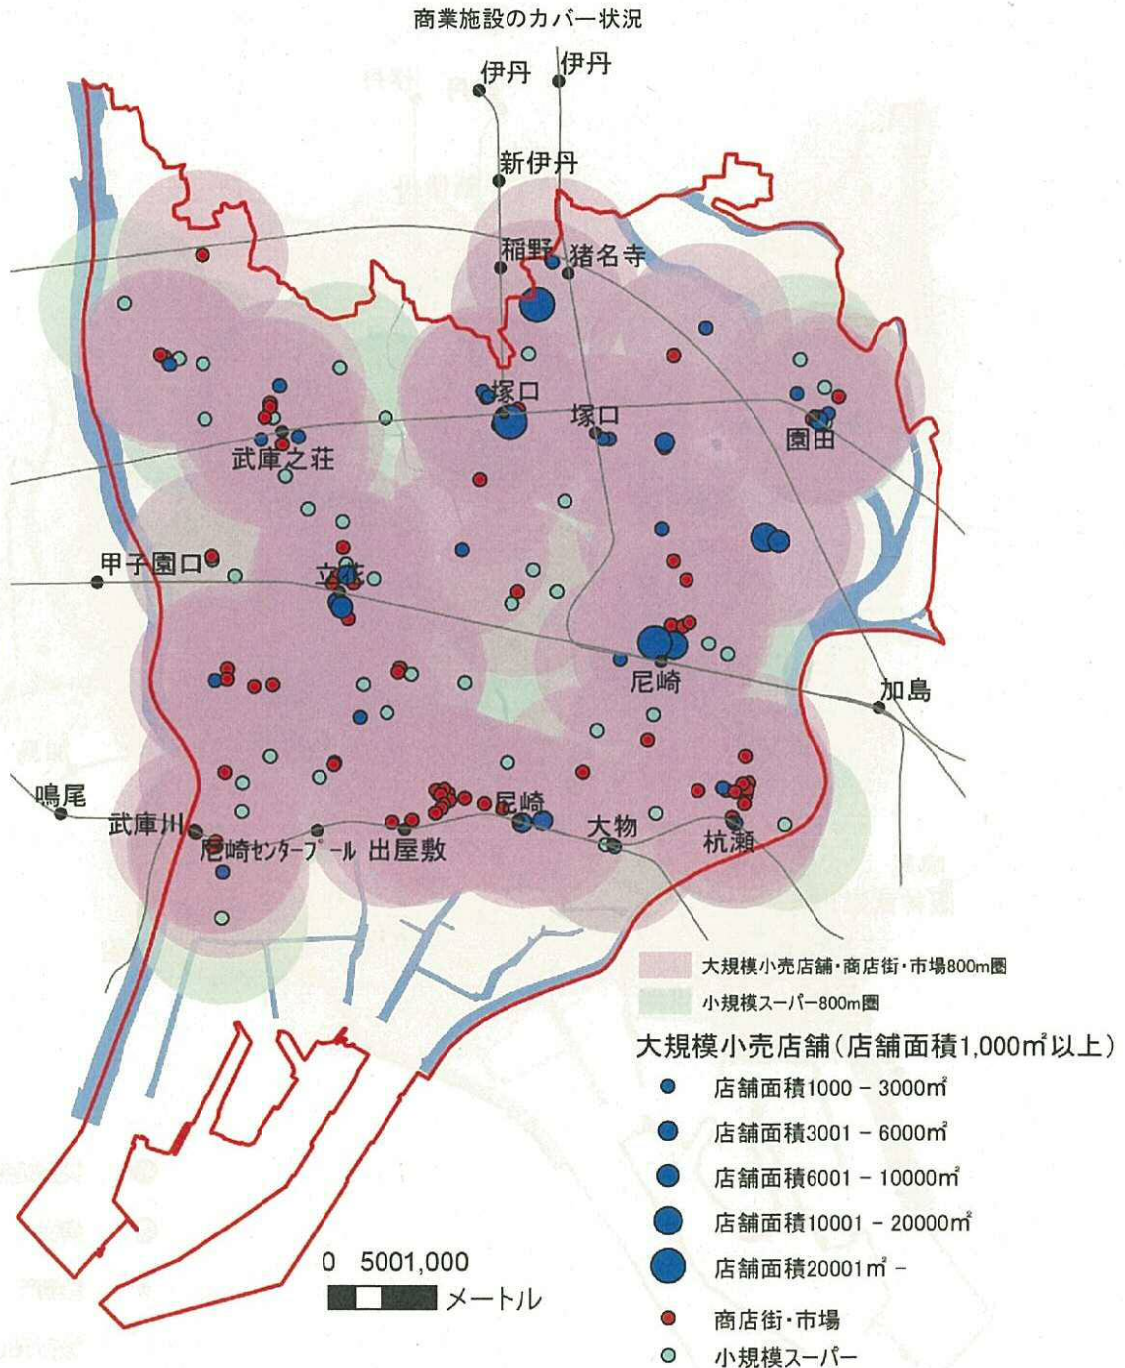 商業施設のカバー状況
伊丹
伊丹
新伊丹
稲野
猪名寺
塚口
塚口
園田
武庫之荘
甲子園口
立花
尼崎
加島
鳴尾
武庫川
尼崎センタープール
出屋敷
尼崎
大物
杭瀬
大規模小売店舗・商店街・市場800m圏
小規模スーパー800m圏
大規模小売店舗(店舗面積1,000㎡以上)
店舗面積1000 - 3000㎡
店舗面積3001 - 6000㎡
店舗面積6001 - 10000㎡
店舗面積10001 - 20000㎡
店舗面積20001㎡ -
商店街・市場
小規模スーパー
0 5001,000
メートル